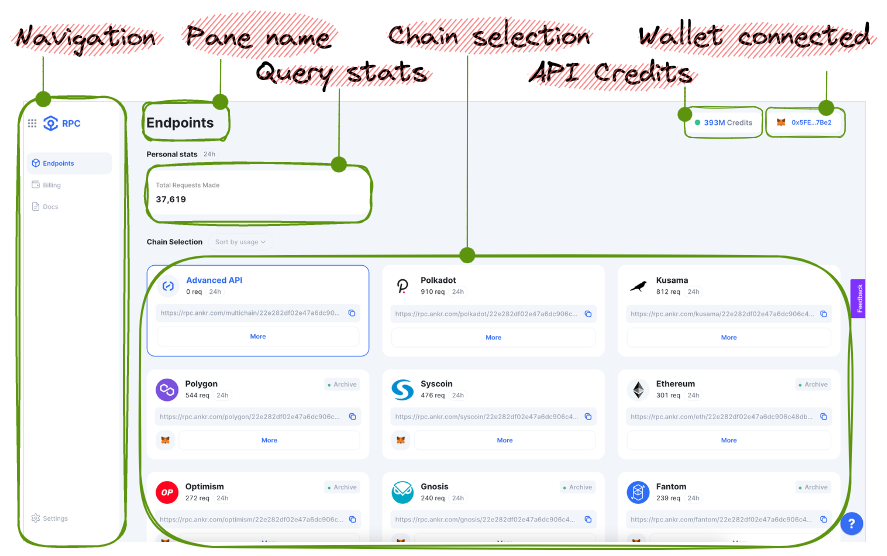 Navigation Pane name Chain selection Wallet connected
Query stats API Credits
RPC
Endpoints
Billing
Docs
Settings
Endpoints
393M Credits
0x5FE...7Be2
Personal stats 24h
Total Requests Made
37,619
Chain Selection Sort by usage
Advanced API
0 req 24h
https://rpc.ankr.com/multichain/22e282df02e47a6dc906c...
More
Polkadot
910 req 24h
https://rpc.ankr.com/polkadot/22e282df02e47a6dc906c...
More
Kusama
812 req 24h
https://rpc.ankr.com/kusama/22e282df02e47a6dc906c4...
More
Polygon
Archive
544 req 24h
https://rpc.ankr.com/polygon/22e282df02e47a6dc906c...
More
Syscoin
476 req 24h
https://rpc.ankr.com/syscoin/22e282df02e47a6dc906c4...
More
Ethereum
Archive
301 req 24h
https://rpc.ankr.com/eth/22e282df02e47a6dc906c48db...
More
OP
Optimism
Archive
272 req 24h
https://rpc.ankr.com/optimism/22e282df02e47a6dc906...
Gnosis
Archive
240 req 24h
https://rpc.ankr.com/gnosis/22e282df02e47a6dc906c4...
Fantom
Archive
239 req 24h
https://rpc.ankr.com/fantom/22e282df02e47a6dc906c4...
Feedback
?